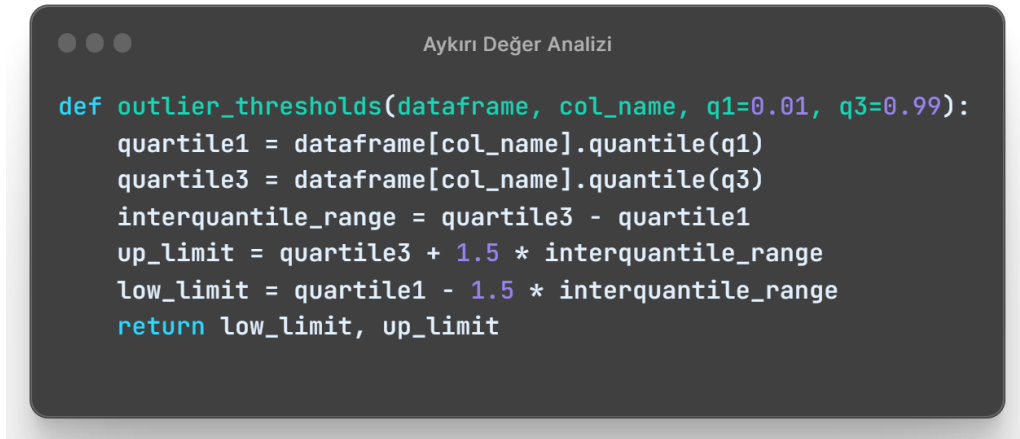 Aykırı Değer Analizi
def outlier_thresholds(dataframe, col_name, q1=0.01, q3=0.99):
    quartile1 = dataframe[col_name].quantile(q1)
    quartile3 = dataframe[col_name].quantile(q3)
    interquantile_range = quartile3 - quartile1
    up_limit = quartile3 + 1.5 * interquantile_range
    low_limit = quartile1 - 1.5 * interquantile_range
    return low_limit, up_limit